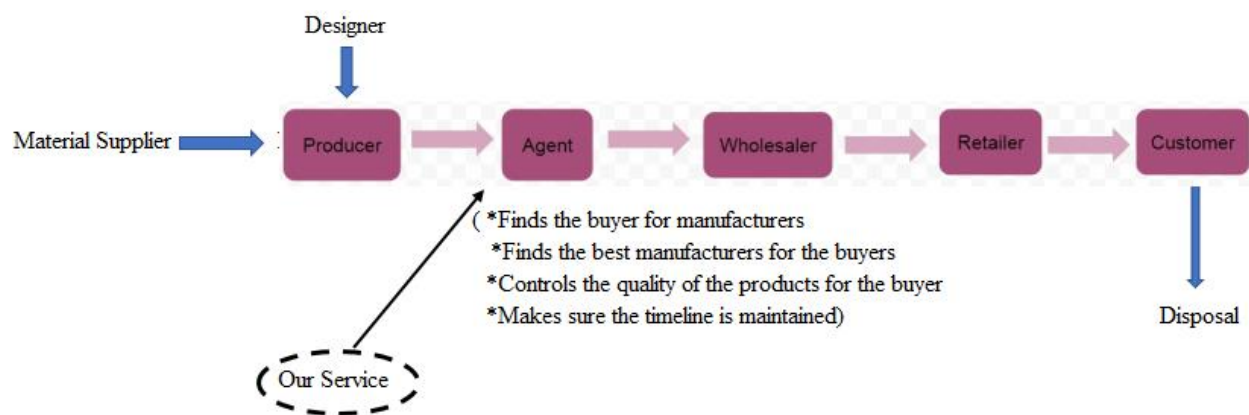 Designer
Material Supplier
Producer
Agent
Wholesaler
Retailer
Customer
( *Finds the buyer for manufacturers
*Finds the best manufacturers for the buyers
*Controls the quality of the products for the buyer
*Makes sure the timeline is maintained)
Disposal
Our Service